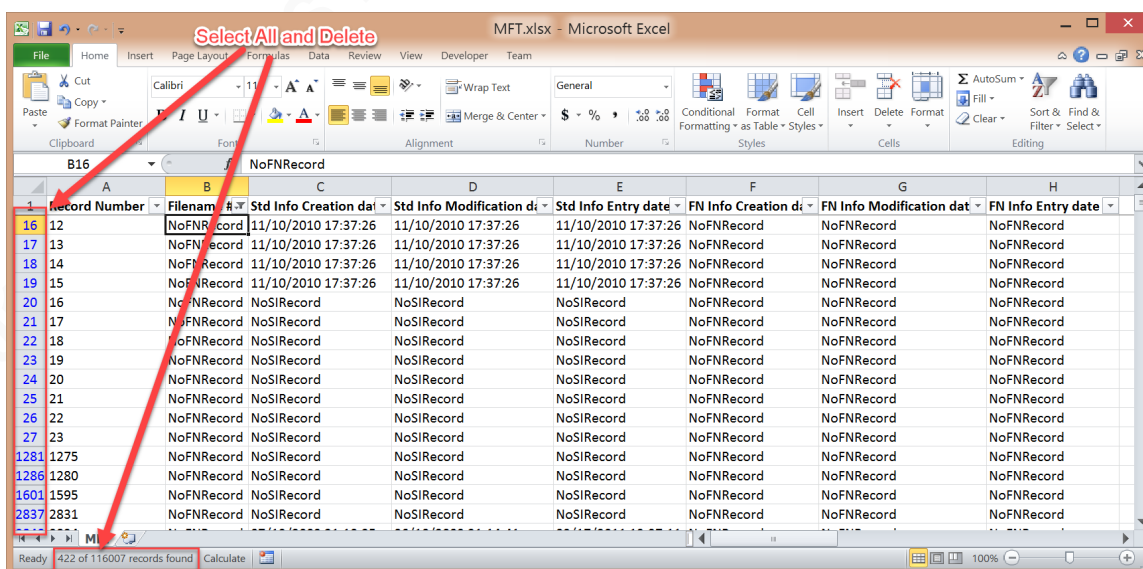 MFT.xlsx - Microsoft Excel
Select All and Delete
File Home Insert Page Layout Formulas Data Review View Developer Team
Cut Calibri 11 Wrap Text General AutoSum
Copy Fill
Paste Format Painter B I U Merge & Center $ % , Conditional Format Cell Insert Delete Format Clear Sort & Find &
Formatting as Table Styles Filter Select
Clipboard Font Alignment Number Styles Cells Editing
B16 NoFNRecord
A B C D E F G H
1 Record Number Filename # Std Info Creation dat Std Info Modification da Std Info Entry date FN Info Creation da FN Info Modification dat FN Info Entry date
16 12 NoFNRecord 11/10/2010 17:37:26 11/10/2010 17:37:26 11/10/2010 17:37:26 NoFNRecord NoFNRecord NoFNRecord
17 13 NoFNRecord 11/10/2010 17:37:26 11/10/2010 17:37:26 11/10/2010 17:37:26 NoFNRecord NoFNRecord NoFNRecord
18 14 NoFNRecord 11/10/2010 17:37:26 11/10/2010 17:37:26 11/10/2010 17:37:26 NoFNRecord NoFNRecord NoFNRecord
19 15 NoFNRecord 11/10/2010 17:37:26 11/10/2010 17:37:26 11/10/2010 17:37:26 NoFNRecord NoFNRecord NoFNRecord
20 16 NoFNRecord NoSIRecord NoSIRecord NoSIRecord NoFNRecord NoFNRecord NoFNRecord
21 17 NoFNRecord NoSIRecord NoSIRecord NoSIRecord NoFNRecord NoFNRecord NoFNRecord
22 18 NoFNRecord NoSIRecord NoSIRecord NoSIRecord NoFNRecord NoFNRecord NoFNRecord
23 19 NoFNRecord NoSIRecord NoSIRecord NoSIRecord NoFNRecord NoFNRecord NoFNRecord
24 20 NoFNRecord NoSIRecord NoSIRecord NoSIRecord NoFNRecord NoFNRecord NoFNRecord
25 21 NoFNRecord NoSIRecord NoSIRecord NoSIRecord NoFNRecord NoFNRecord NoFNRecord
26 22 NoFNRecord NoSIRecord NoSIRecord NoSIRecord NoFNRecord NoFNRecord NoFNRecord
27 23 NoFNRecord NoSIRecord NoSIRecord NoSIRecord NoFNRecord NoFNRecord NoFNRecord
1281 1275 NoFNRecord NoSIRecord NoSIRecord NoSIRecord NoFNRecord NoFNRecord NoFNRecord
1286 1280 NoFNRecord NoSIRecord NoSIRecord NoSIRecord NoFNRecord NoFNRecord NoFNRecord
1601 1595 NoFNRecord NoSIRecord NoSIRecord NoSIRecord NoFNRecord NoFNRecord NoFNRecord
2837 2831 NoFNRecord NoSIRecord NoSIRecord NoSIRecord NoFNRecord NoFNRecord NoFNRecord
Ready 422 of 116007 records found Calculate 100%